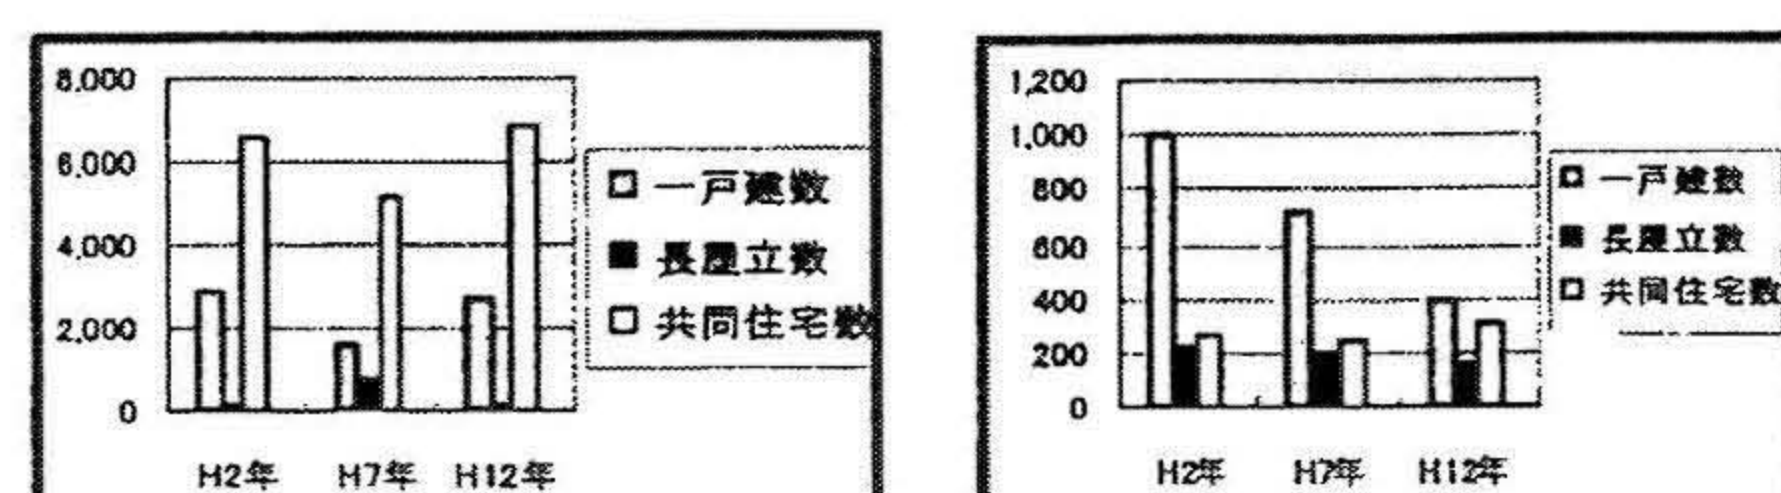 8,000
6,000
4,000
2,000
0
H2年 H7年 H12年
一戸建数
長屋立数
共同住宅数
1,200
1,000
800
600
400
200
0
H2年 H7年 H12年
一戸建数
長屋立数
共同住宅数